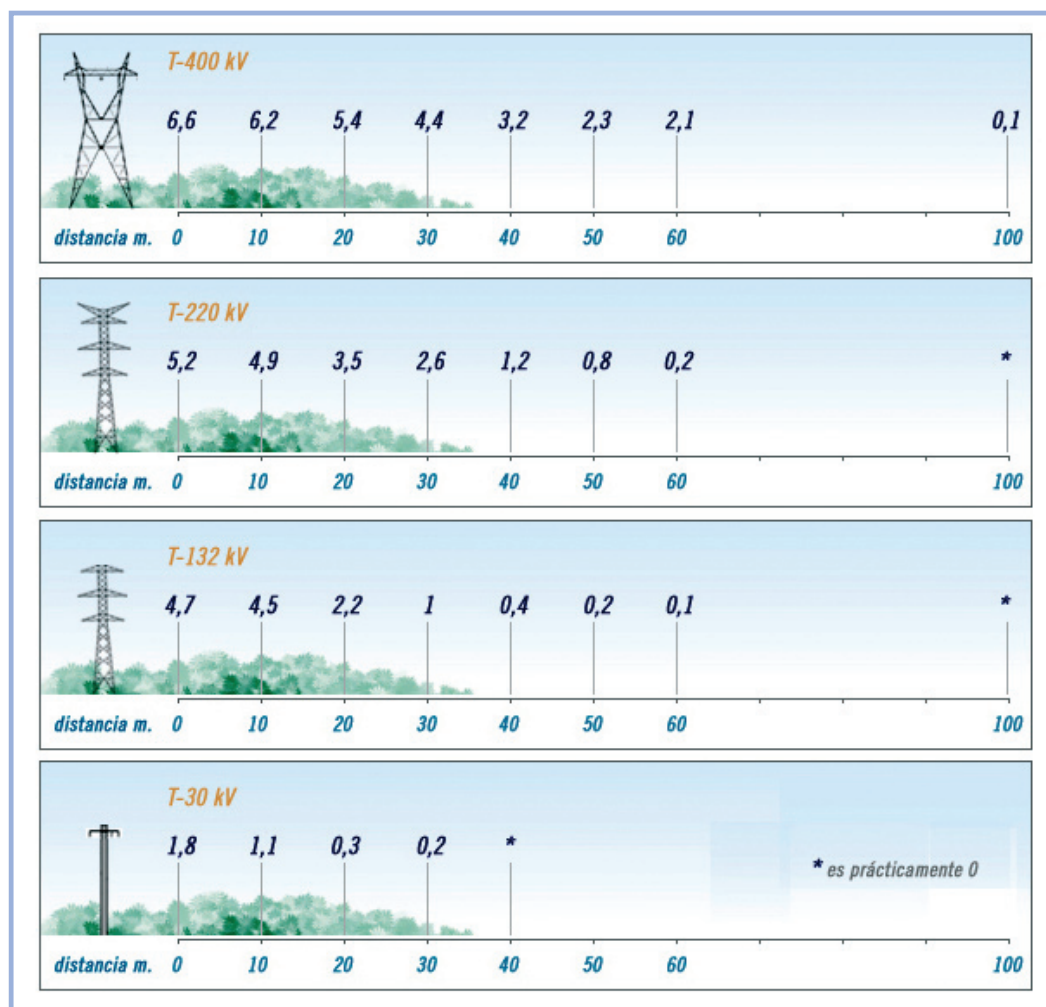 T-400 kV
6,6 6,2 5,4 4,4 3,2 2,3 2,1 0,1
distancia m. 0 10 20 30 40 50 60 100
T-220 kV
5,2 4,9 3,5 2,6 1,2 0,8 0,2 *
distancia m. 0 10 20 30 40 50 60 100
T-132 kV
4,7 4,5 2,2 1 0,4 0,2 0,1 *
distancia m. 0 10 20 30 40 50 60 100
T-30 kV
1,8 1,1 0,3 0,2 *
* es prácticamente 0
distancia m. 0 10 20 30 40 50 60 100